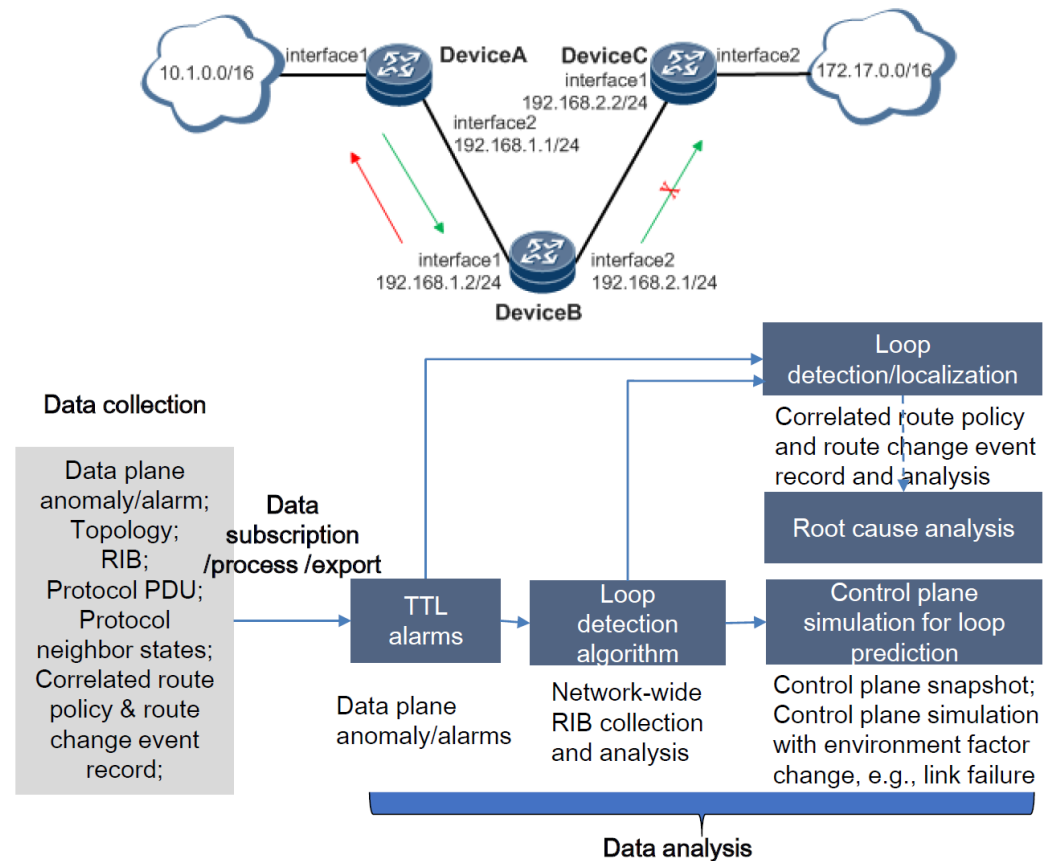 interface1
DeviceA
DeviceC
interface2
10.1.0.0/16
interface1
192.168.2.2/24
172.17.0.0/16
interface2
192.168.1.1/24
X
interface1
192.168.1.2/24
interface2
192.168.2.1/24
DeviceB
Data collection
Data plane
anomaly/alarm;
Topology;
RIB;
Protocol PDU;
Protocol
neighbor states;
Correlated route
policy & route
change event
record;
Data
subscription
/process /export
TTL
alarms
Data plane
anomaly/alarms
Loop
detection
algorithm
Network-wide
RIB collection
and analysis
Loop
detection/localization
Correlated route policy
and route change event
record and analysis
Root cause analysis
Control plane
simulation for loop
prediction
Control plane snapshot;
Control plane simulation
with environment factor
change, e.g., link failure
Data analysis